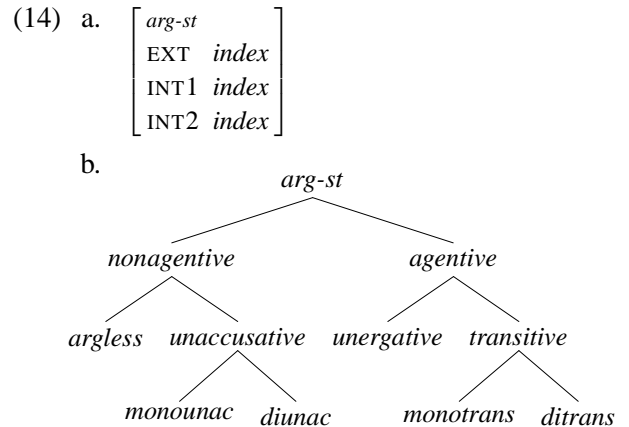 (14) a.
arg-st
EXT index
INT1 index
INT2 index
b.
arg-st
nonagentive agentive
argless unaccusative unergative transitive
monounac diunac monotrans ditrans